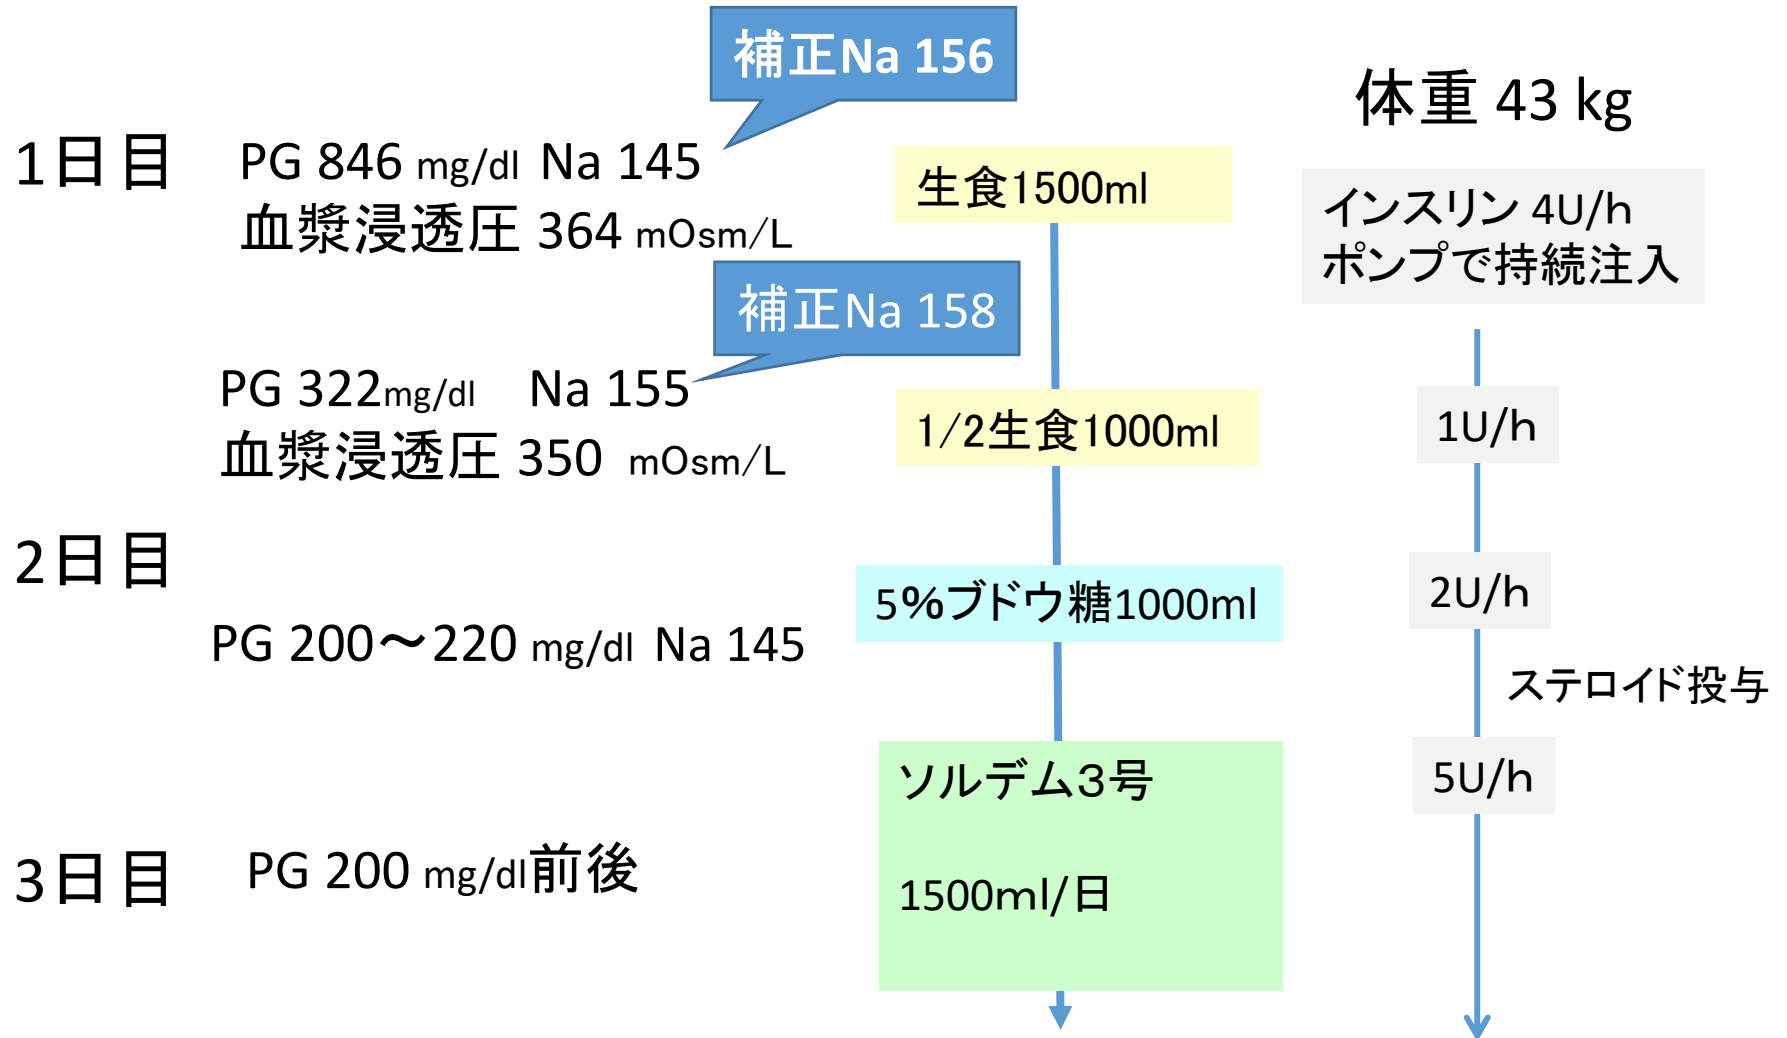 補正Na 156
体重 43 kg
1日目
PG 846 mg/dl Na 145
血漿浸透圧 364 mOsm/L
生食1500ml
インスリン 4U/h
ポンプで持続注入
補正Na 158
PG 322mg/dl Na 155
血漿浸透圧 350 mOsm/L
1/2生食1000ml
1U/h
2日目
5%ブドウ糖1000ml
2U/h
PG 200～220 mg/dl Na 145
ステロイド投与
ソルデム3号
1500ml/日
5U/h
3日目
PG 200 mg/dl前後